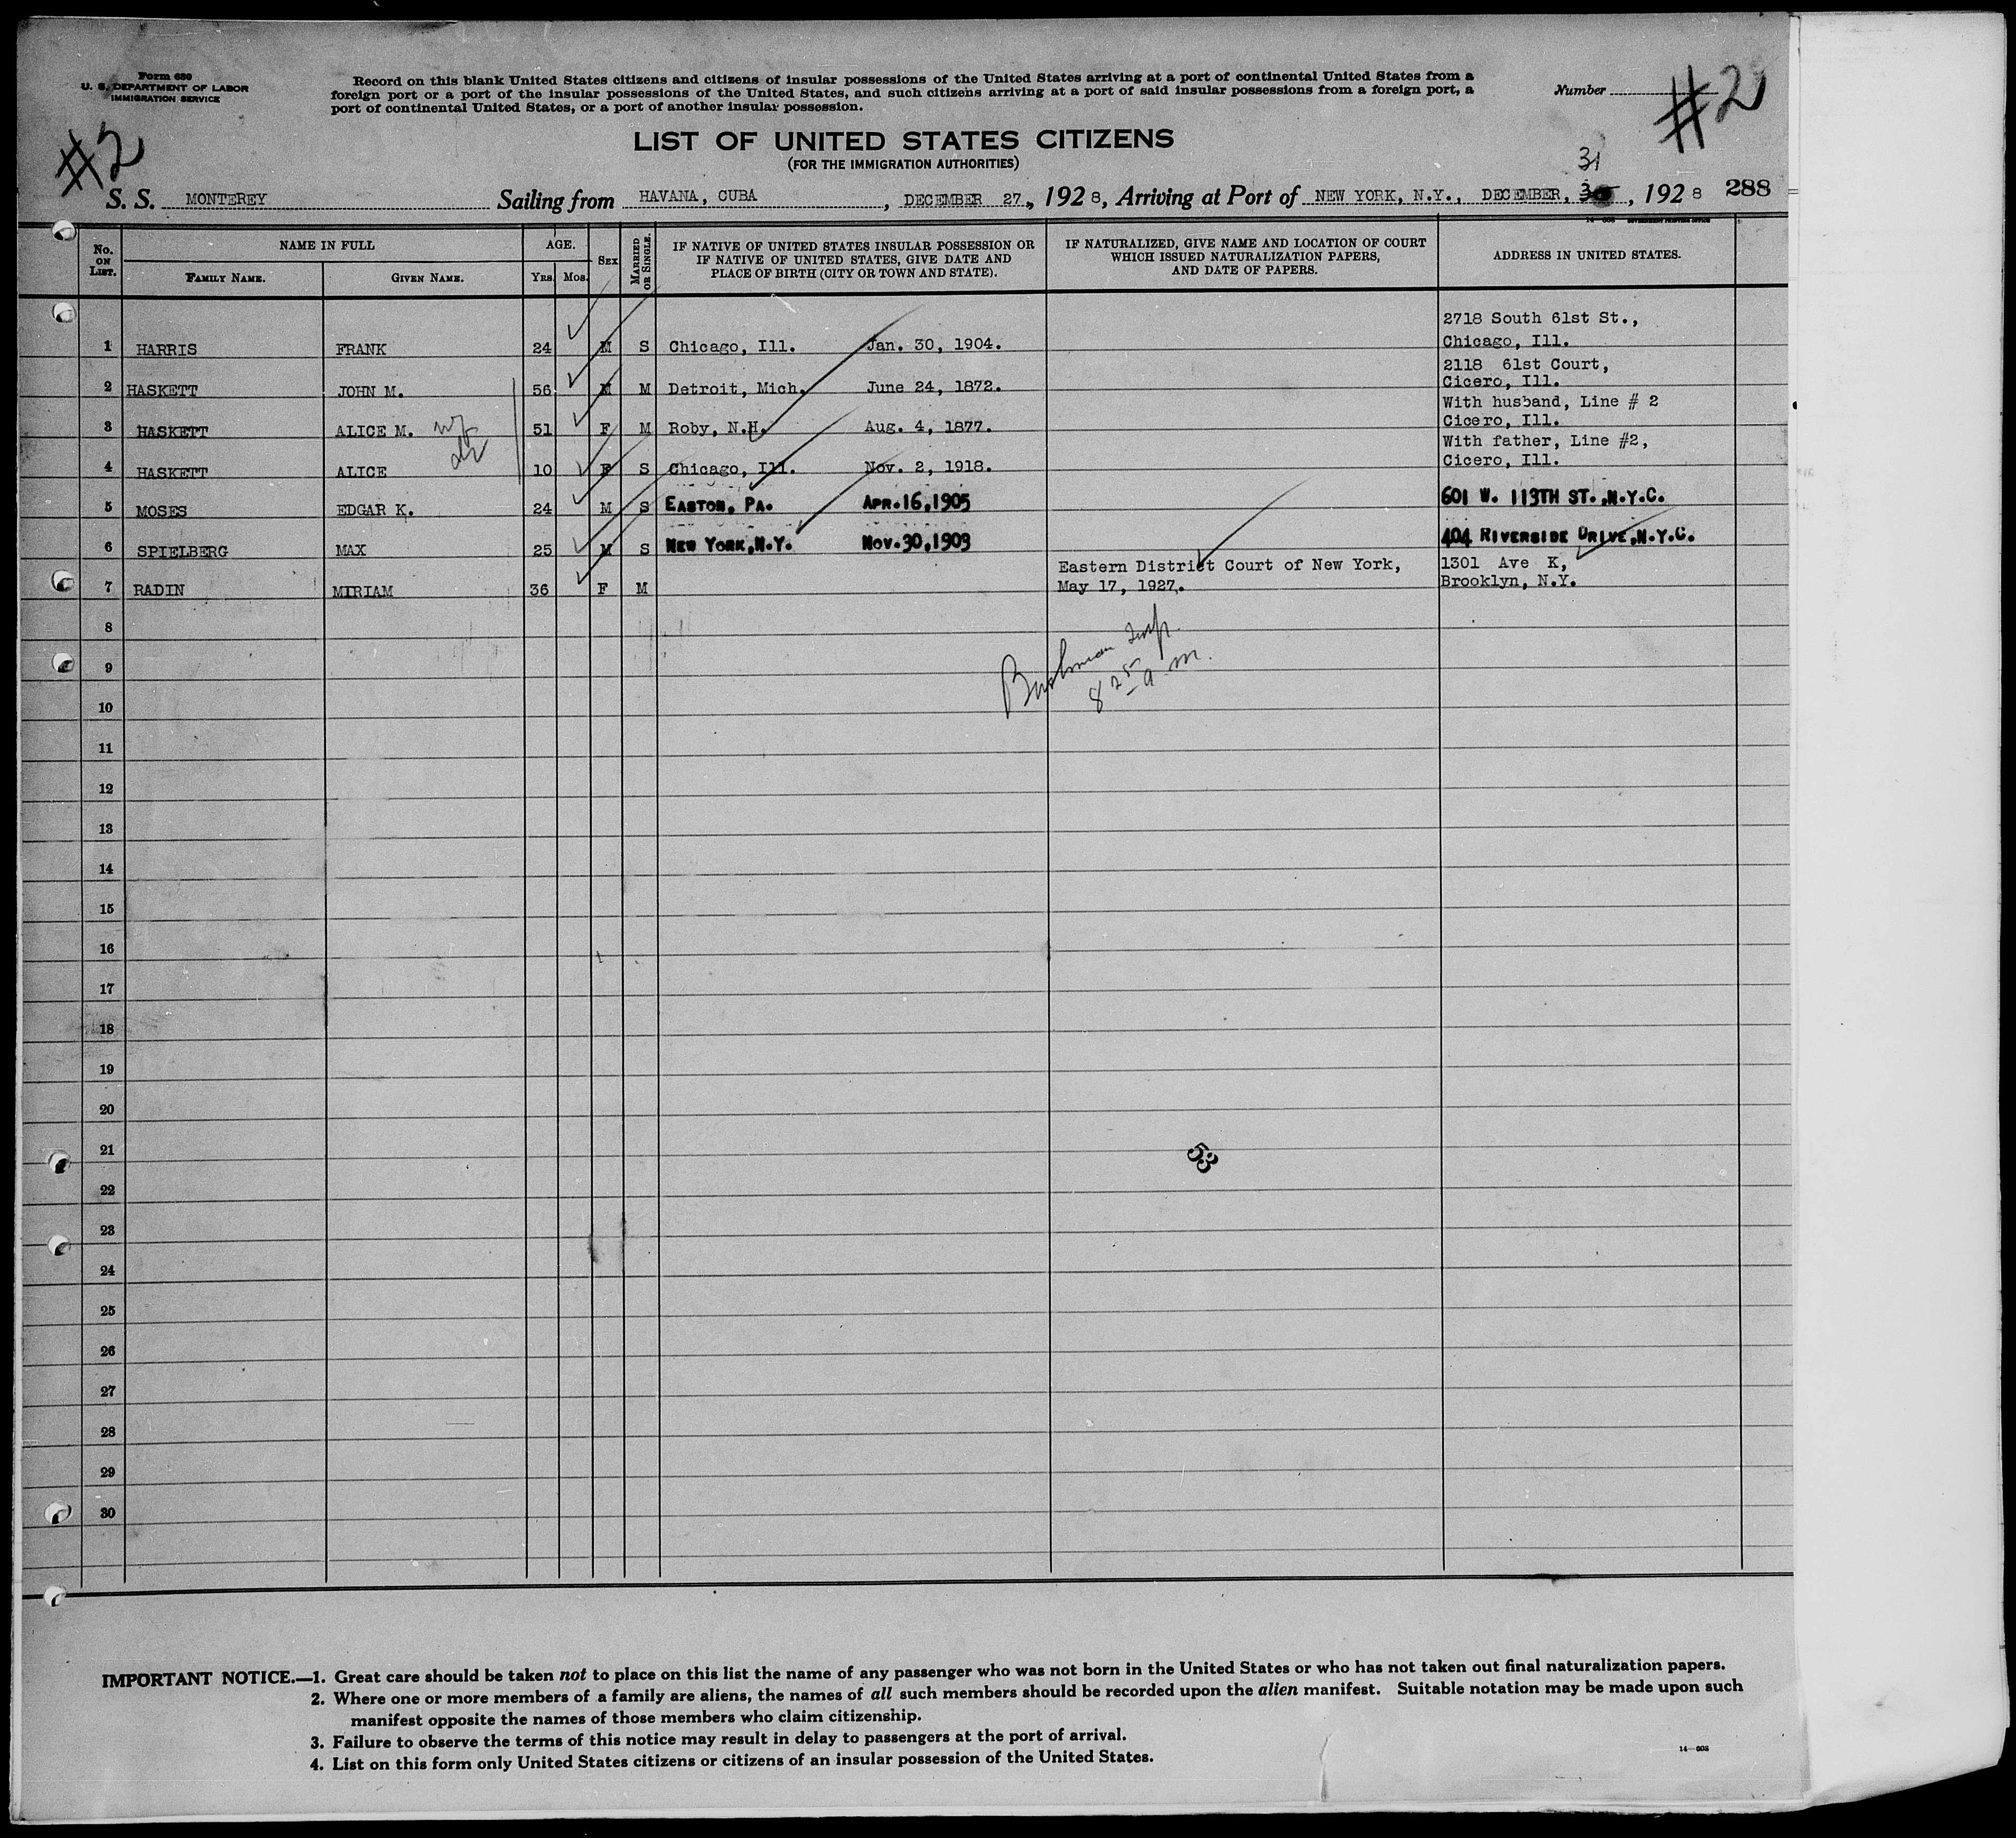 Form 680
U. S. DEPARTMENT OF LABOR
IMMIGRATION SERVICE
Record on this blank United States citizens and citizens of insular possessions of the United States arriving at a port of continental United States from a
foreign port or a port of the insular possessions of the United States, and such citizens arriving at a port of said insular possessions from a foreign port, a
port of continental United States, or a port of another insular possession.
Number
#2
#2
LIST OF UNITED STATES CITIZENS
(FOR THE IMMIGRATION AUTHORITIES)
31
S. S. MONTEREY Sailing from HAVANA, CUBA, DECEMBER 27, 1928, Arriving at Port of NEW YORK, N.Y., DECEMBER, 30, 1928 288
No. ON LIST. NAME IN FULL AGE. SEX MARRIED OR SINGLE. IF NATIVE OF UNITED STATES INSULAR POSSESSION OR IF NATIVE OF UNITED STATES, GIVE DATE AND PLACE OF BIRTH (CITY OR TOWN AND STATE). IF NATURALIZED, GIVE NAME AND LOCATION OF COURT WHICH ISSUED NATURALIZATION PAPERS, AND DATE OF PAPERS. ADDRESS IN UNITED STATES.
FAMILY NAME. GIVEN NAME. YRS. MOS.
2718 South 61st St.,
1 HARRIS FRANK 24 M S Chicago, Ill. Jan. 30, 1904. Chicago, Ill.
2118 61st Court,
2 HASKETT JOHN M. 56 M M Detroit, Mich. June 24, 1872. Cicero, Ill.
With husband, Line # 2
3 HASKETT ALICE M. wf 51 F M Roby, N.H. Aug. 4, 1877. Cicero, Ill.
With father, Line #2,
4 HASKETT ALICE 10 F S Chicago, Ill. Nov. 2, 1918. Cicero, Ill.
5 MOSES EDGAR K. 24 M S EASTON, PA. APR.16,1905 601 W. 113TH ST.,N.Y.C.
6 SPIELBERG MAX 25 M S NEW YORK,N.Y. NOV.30,1903 404 RIVERSIDE DRIVE,N.Y.C.
Eastern District Court of New York, 1301 Ave K,
7 RADIN MIRIAM 36 F M May 17, 1927. Brooklyn, N.Y.
8
9
10
11
12
13
14
15
16
17
18
19
20
21
22
23
24
25
26
27
28
29
30
8 25 a m.
53
IMPORTANT NOTICE.—1. Great care should be taken not to place on this list the name of any passenger who was not born in the United States or who has not taken out final naturalization papers.
2. Where one or more members of a family are aliens, the names of all such members should be recorded upon the alien manifest. Suitable notation may be made upon such
manifest opposite the names of those members who claim citizenship.
3. Failure to observe the terms of this notice may result in delay to passengers at the port of arrival.
4. List on this form only United States citizens or citizens of an insular possession of the United States.